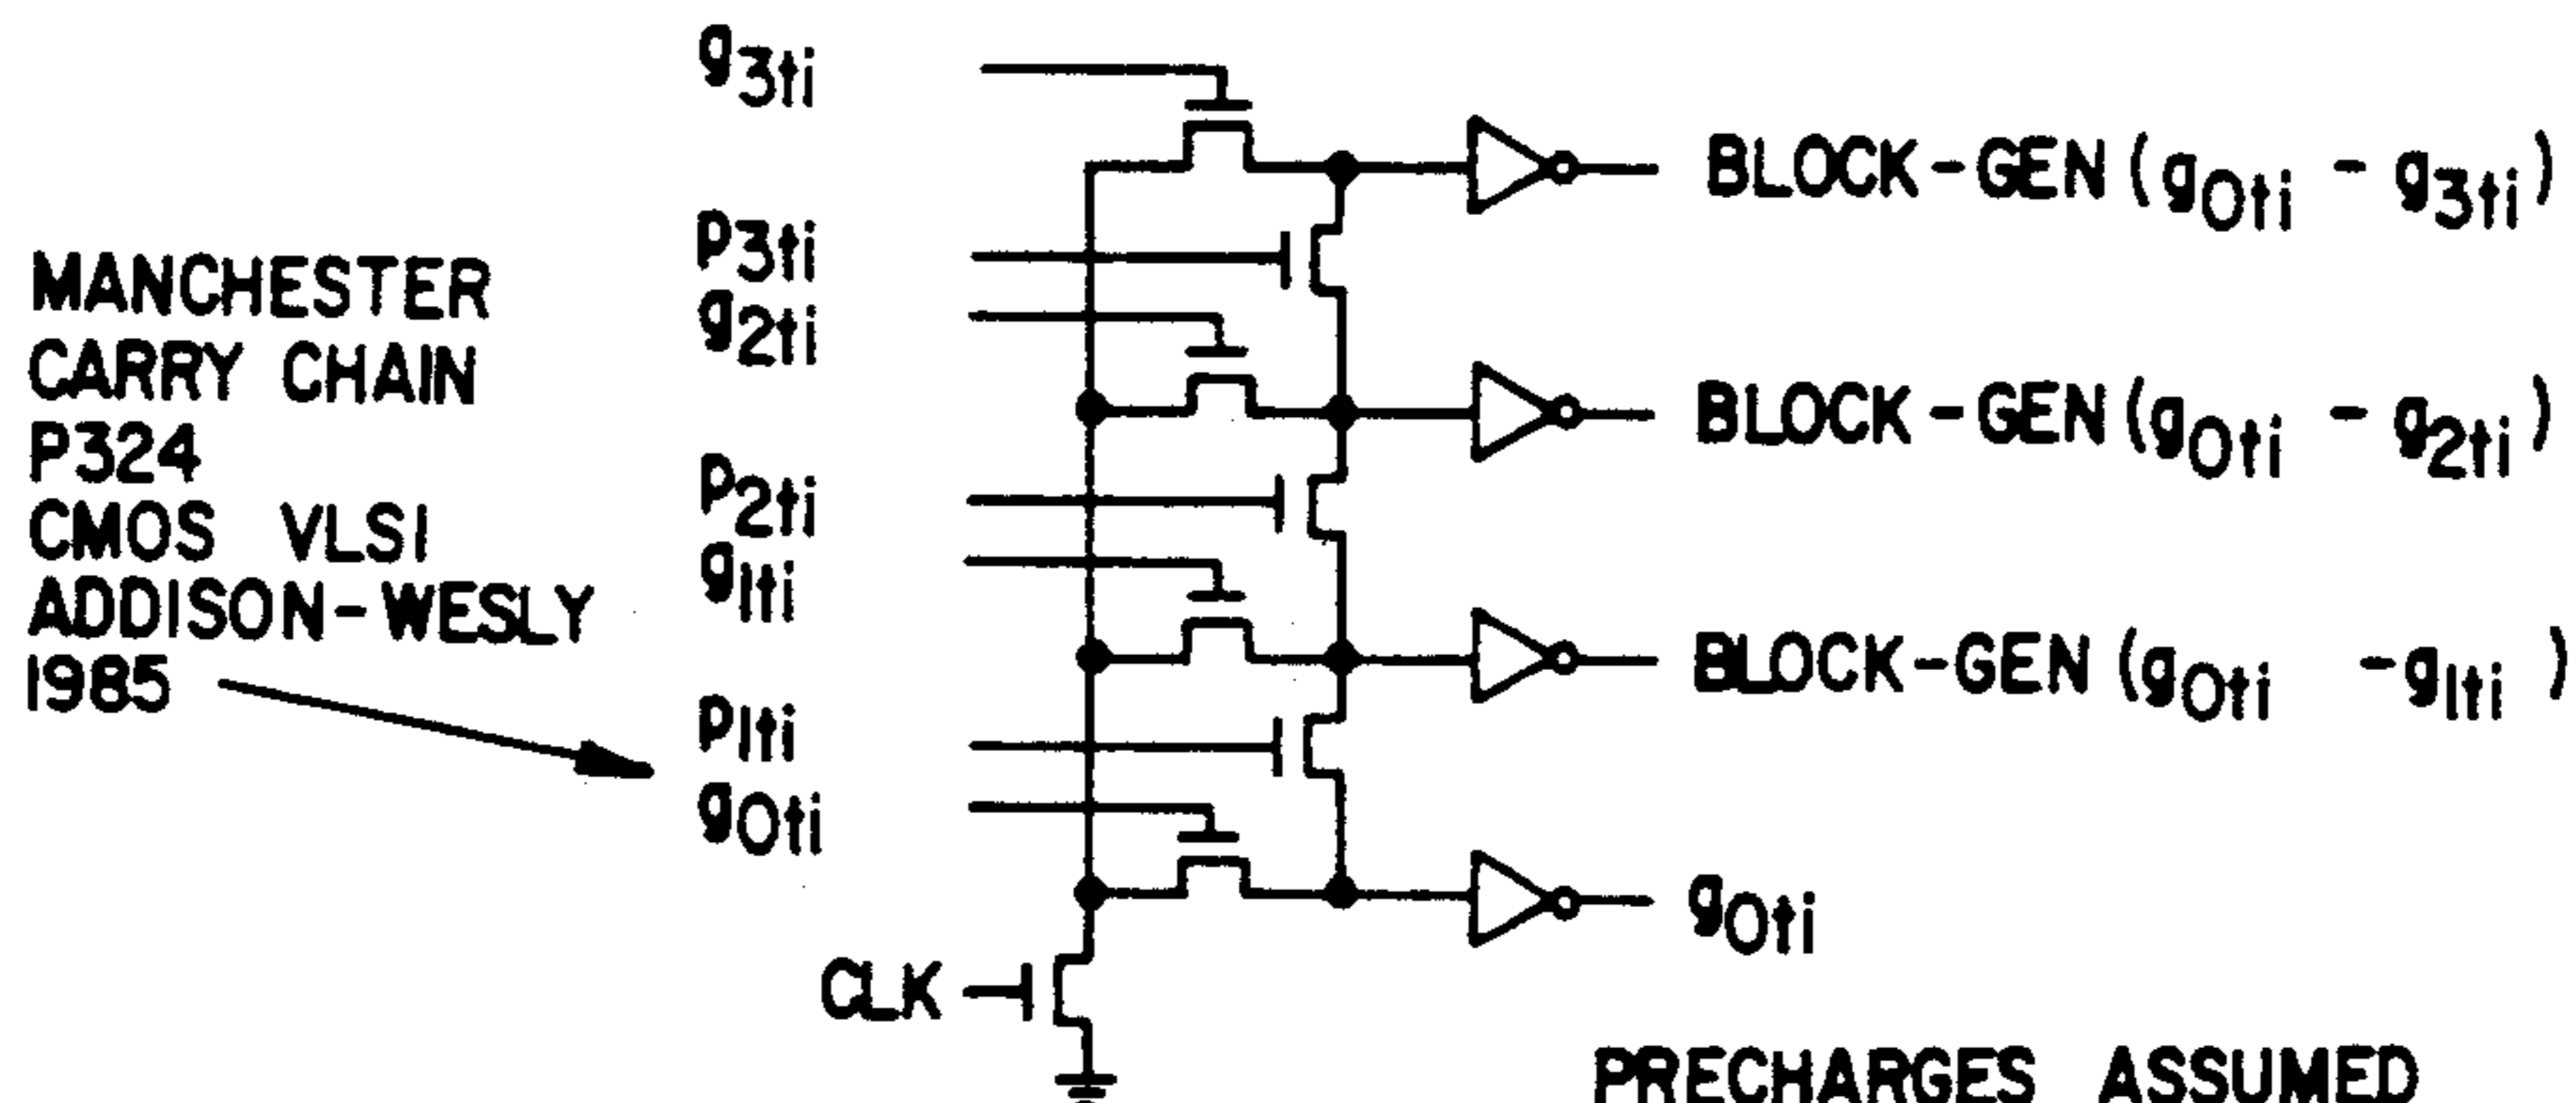 g3ti
BLOCK-GEN (g0ti - g3ti)
p3ti
g2ti
BLOCK-GEN (g0ti - g2ti)
MANCHESTER
CARRY CHAIN
P324
CMOS VLSI
ADDISON-WESLY
1985
p2ti
g1ti
BLOCK-GEN (g0ti - g1ti)
p1ti
g0ti
g0ti
CLK
PRECHARGES ASSUMED